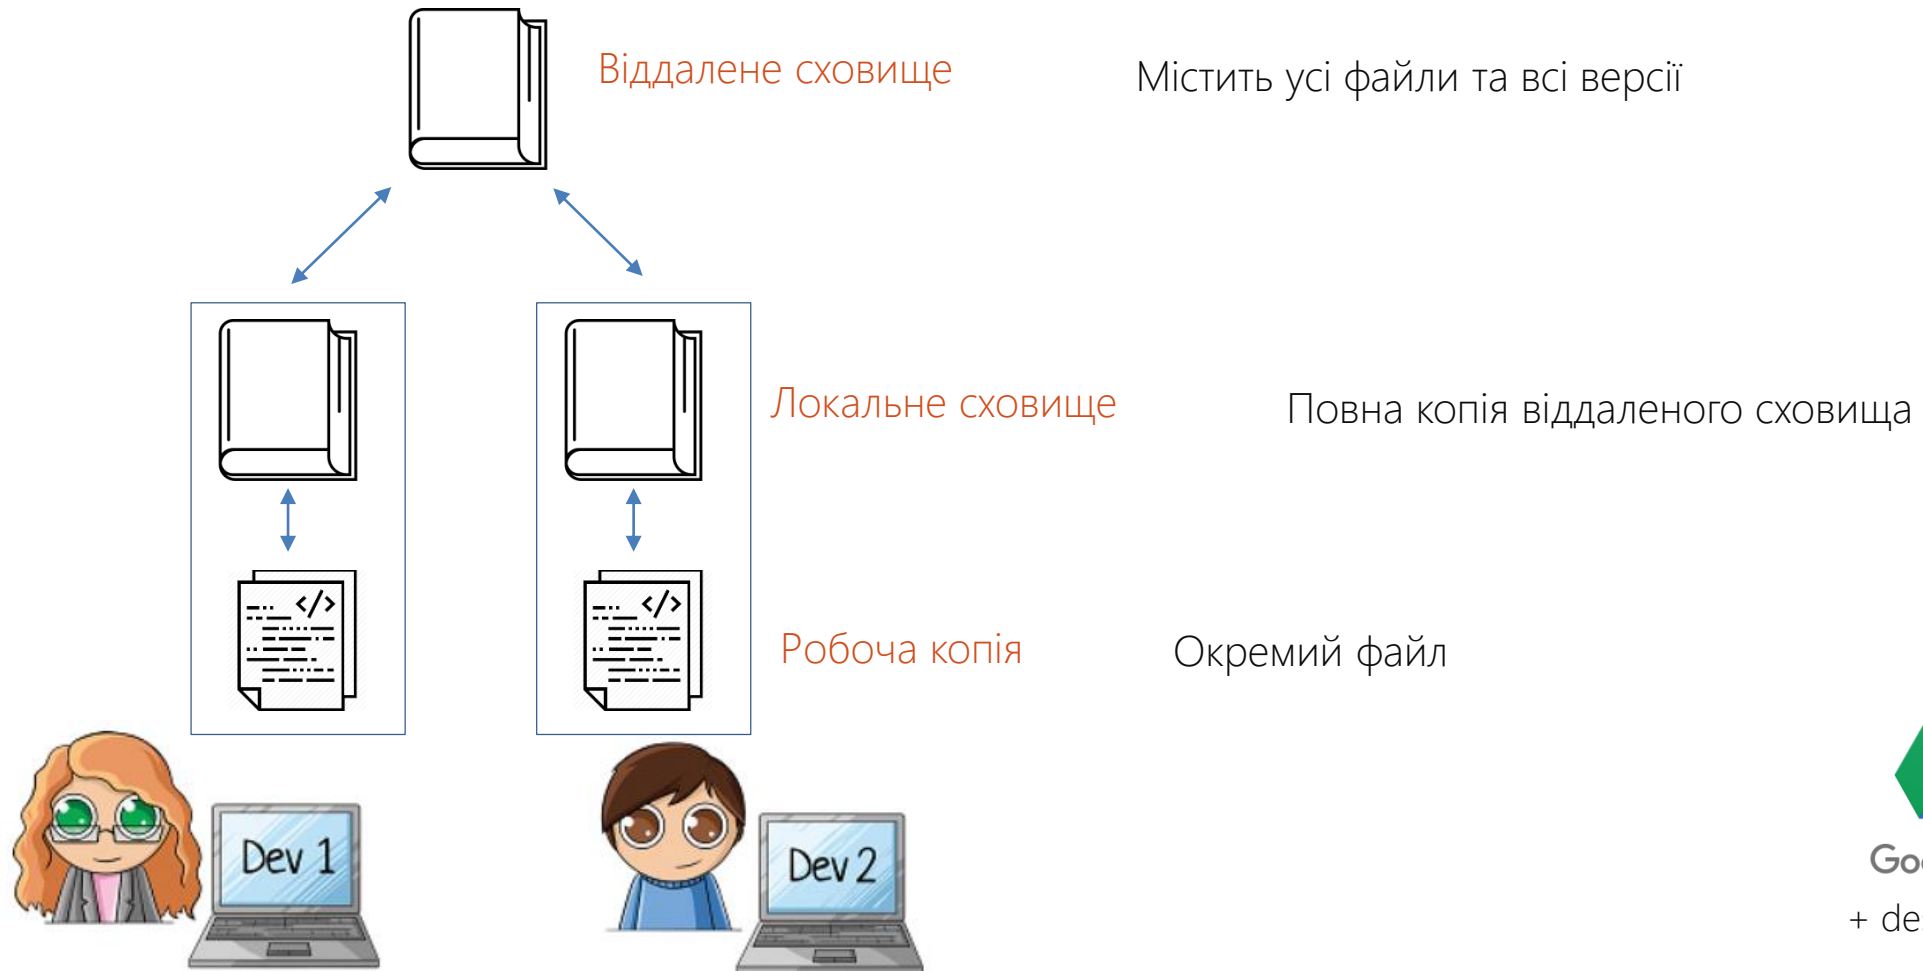 Віддалене сховище
Містить усі файли та всі версії
Локальне сховище
Повна копія віддаленого сховища
</>
</>
Робоча копія
Окремий файл
Dev 1
Dev 2
+